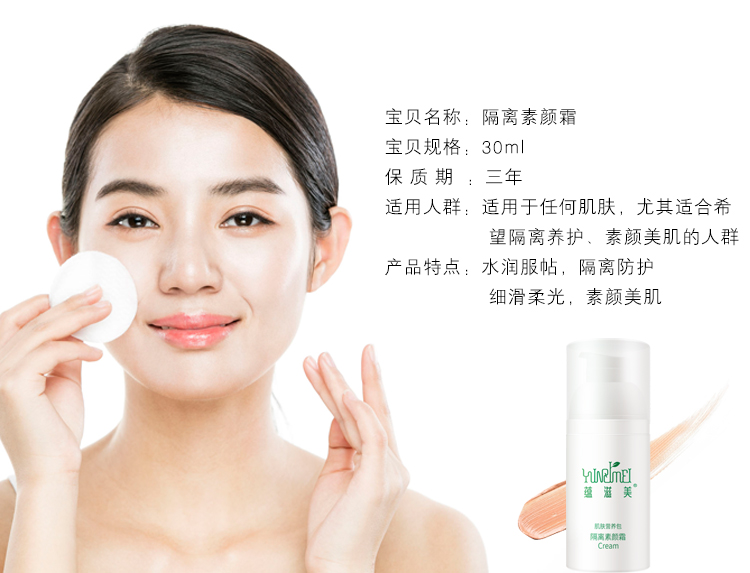 宝贝名称：隔离素颜霜
宝贝规格：30ml
保 质 期 ：三年
适用人群：适用于任何肌肤，尤其适合希
望隔离养护、素颜美肌的人群
产品特点：水润服帖，隔离防护
细滑柔光，素颜美肌
YUNZIMEI
蕴滋美®
肌肤营养包
隔离素颜霜
Cream